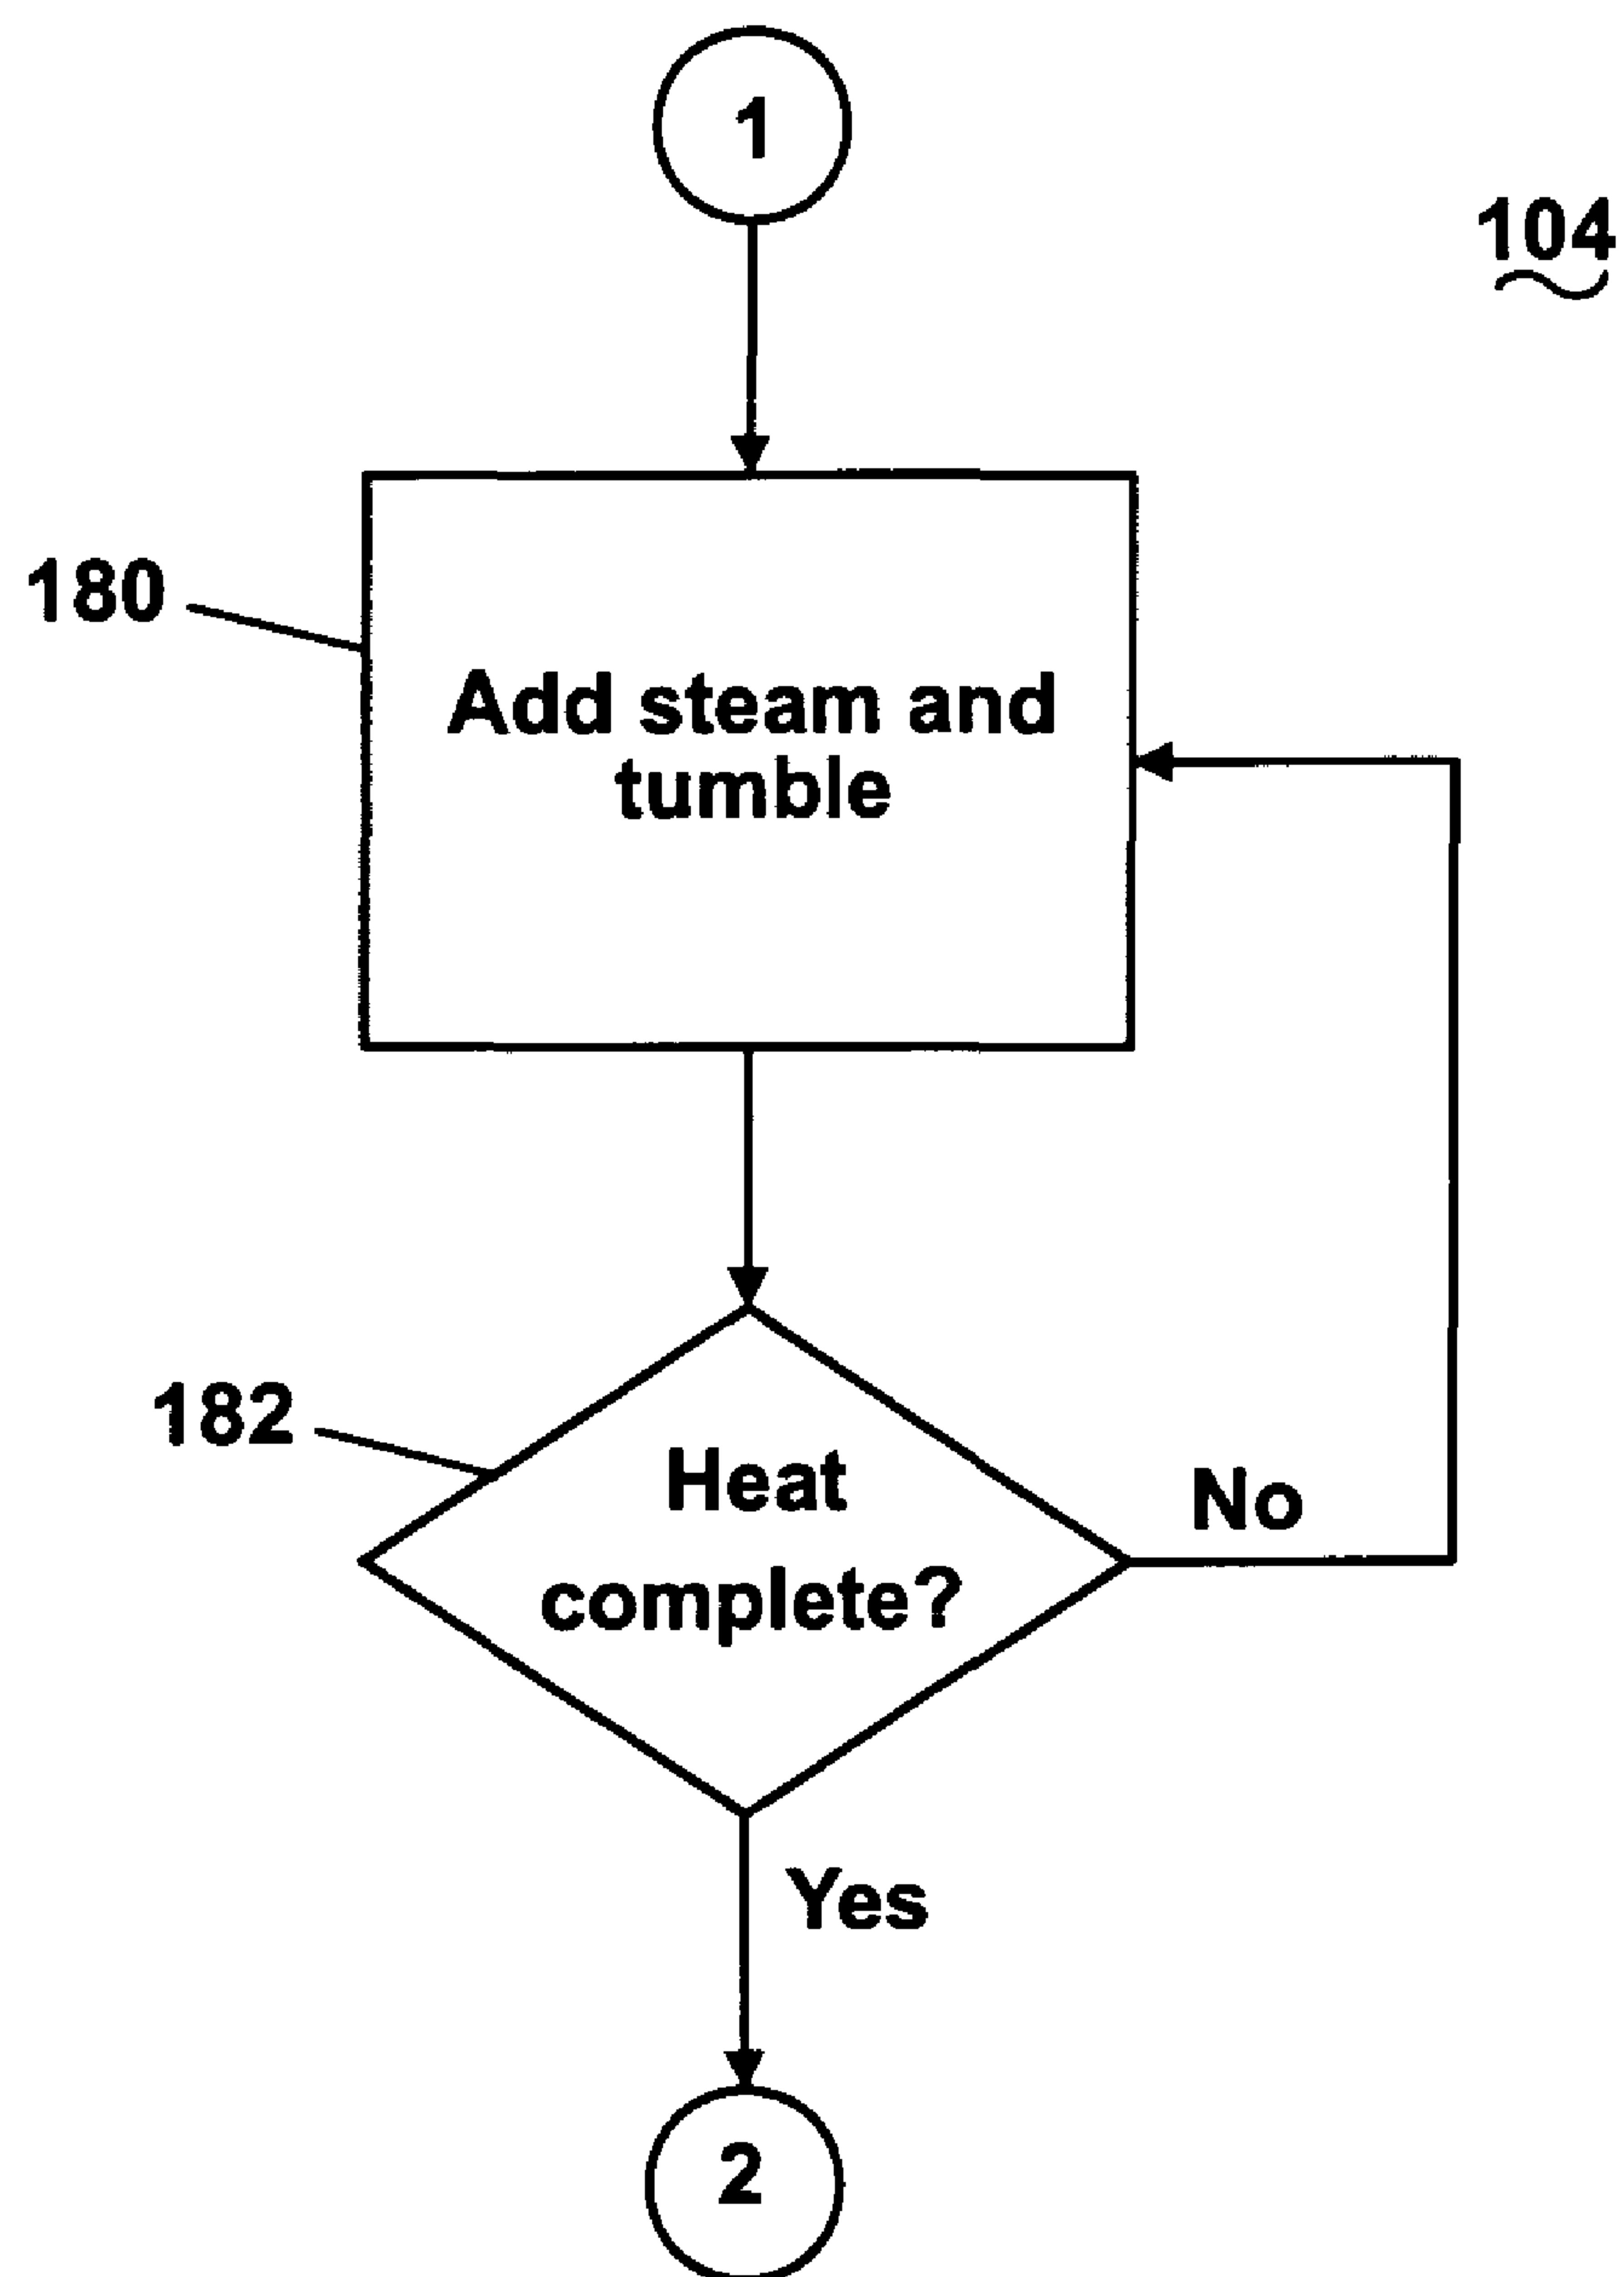 1
104
180
Add steam and
tumble
182
Heat
complete?
No
Yes
2